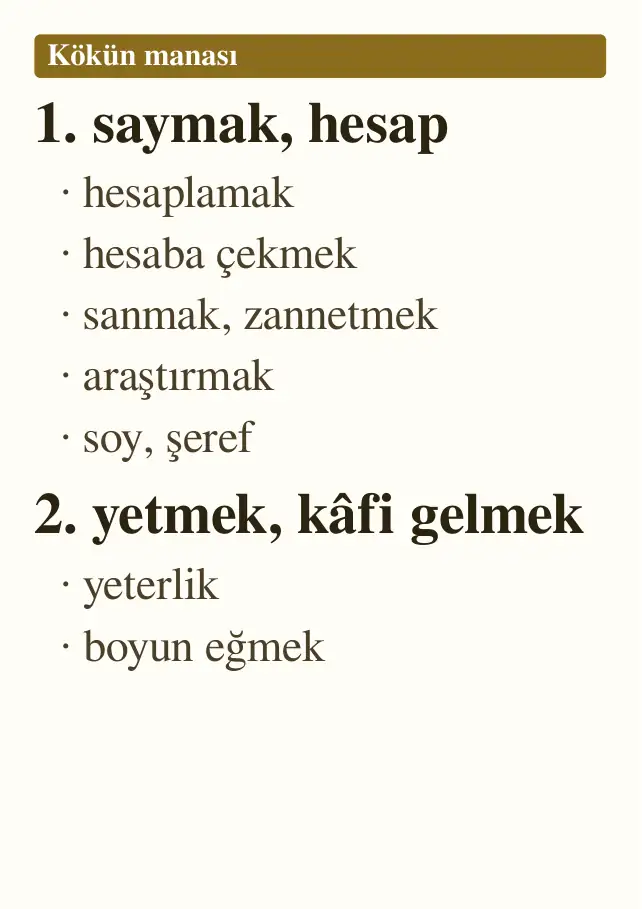 Kökün manası
1. saymak, hesap
· hesaplamak
· hesaba çekmek
· sanmak, zannetmek
· araştırmak
· soy, şeref
2. yetmek, kâfi gelmek
· yeterlik
· boyun eğmek